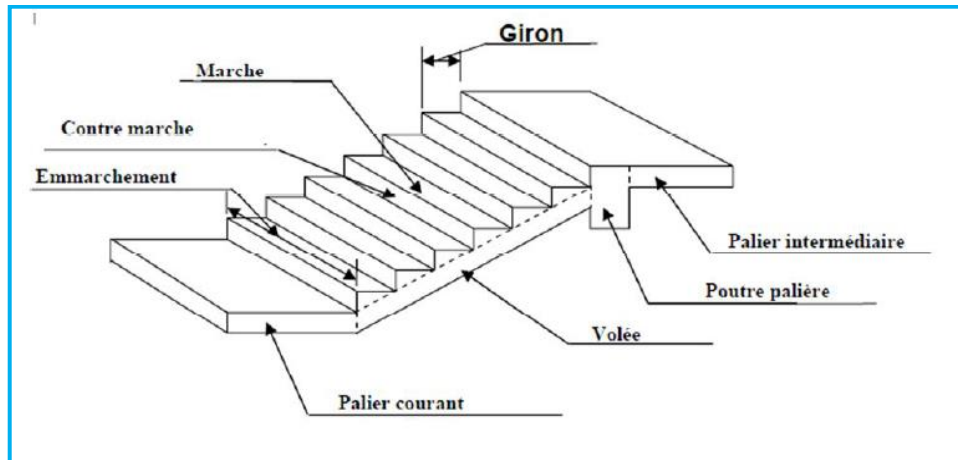 Giron
Marche
Contre marche
Emmarchement
Palier intermédiaire
Poutre palière
Volée
Palier courant